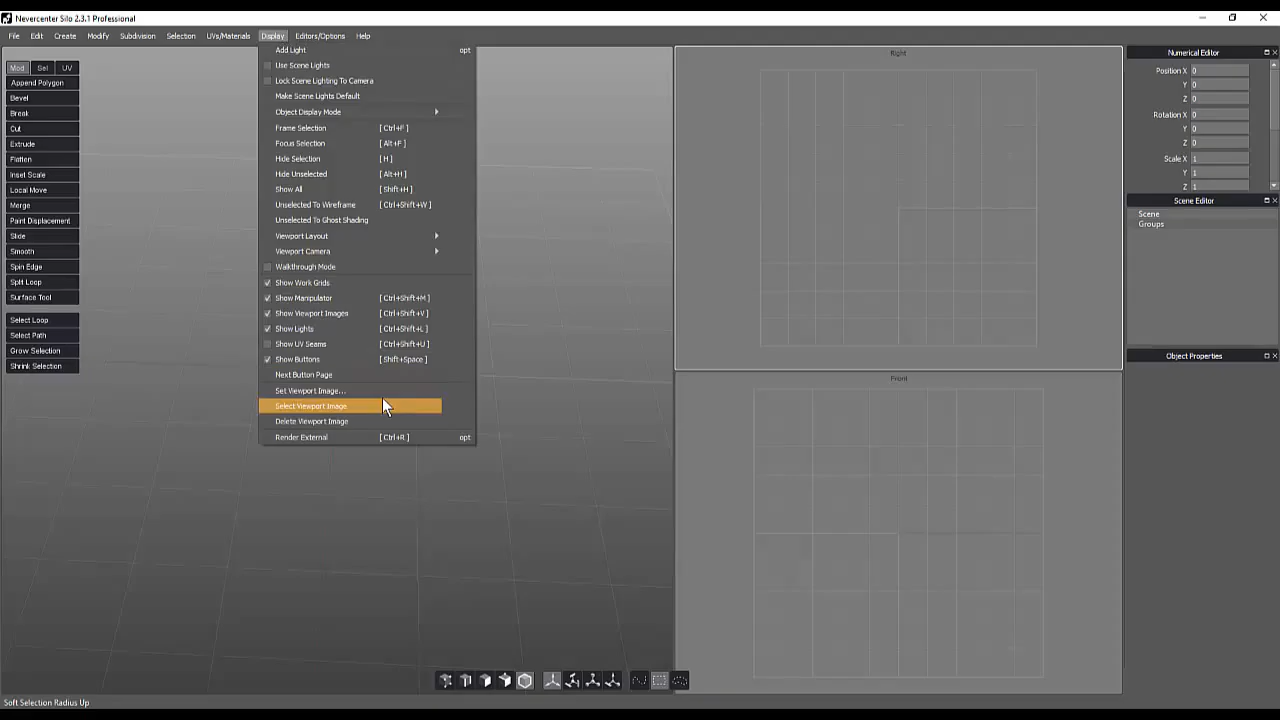 Nevercenter Silo 2.3.1 Professional
File Edit Create Modify Subdivision Selection UVs/Materials Display Editors/Options Help
Mod Sel UV
Append Polygon
Bevel
Break
Cut
Extrude
Flatten
Inset Scale
Local Move
Merge
Paint Displacement
Slide
Smooth
Spin Edge
Split Loop
Surface Tool
Select Loop
Select Path
Grow Selection
Shrink Selection
Add Light opt
Use Scene Lights
Lock Scene Lighting To Camera
Make Scene Lights Default
Object Display Mode
Frame Selection [ Ctrl+F ]
Focus Selection [ Alt+F ]
Hide Selection [ H ]
Hide Unselected [ Alt+H ]
Show All [ Shift+H ]
Unselected To Wireframe [ Ctrl+Shift+W ]
Unselected To Ghost Shading
Viewport Layout
Viewport Camera
Walkthrough Mode
Show Work Grids
Show Manipulator [ Ctrl+Shift+M ]
Show Viewport Images [ Ctrl+Shift+V ]
Show Lights [ Ctrl+Shift+L ]
Show UV Seams [ Ctrl+Shift+U ]
Show Buttons [ Shift+Space ]
Next Button Page
Set Viewport Image...
Select Viewport Image
Delete Viewport Image
Render External [ Ctrl+R ] opt
Right
Front
Numerical Editor
Position X 0
Y 0
Z 0
Rotation X 0
Y 0
Z 0
Scale X 1
Y 1
Z 1
Scene Editor
Scene
Groups
Object Properties
Soft Selection Radius Up